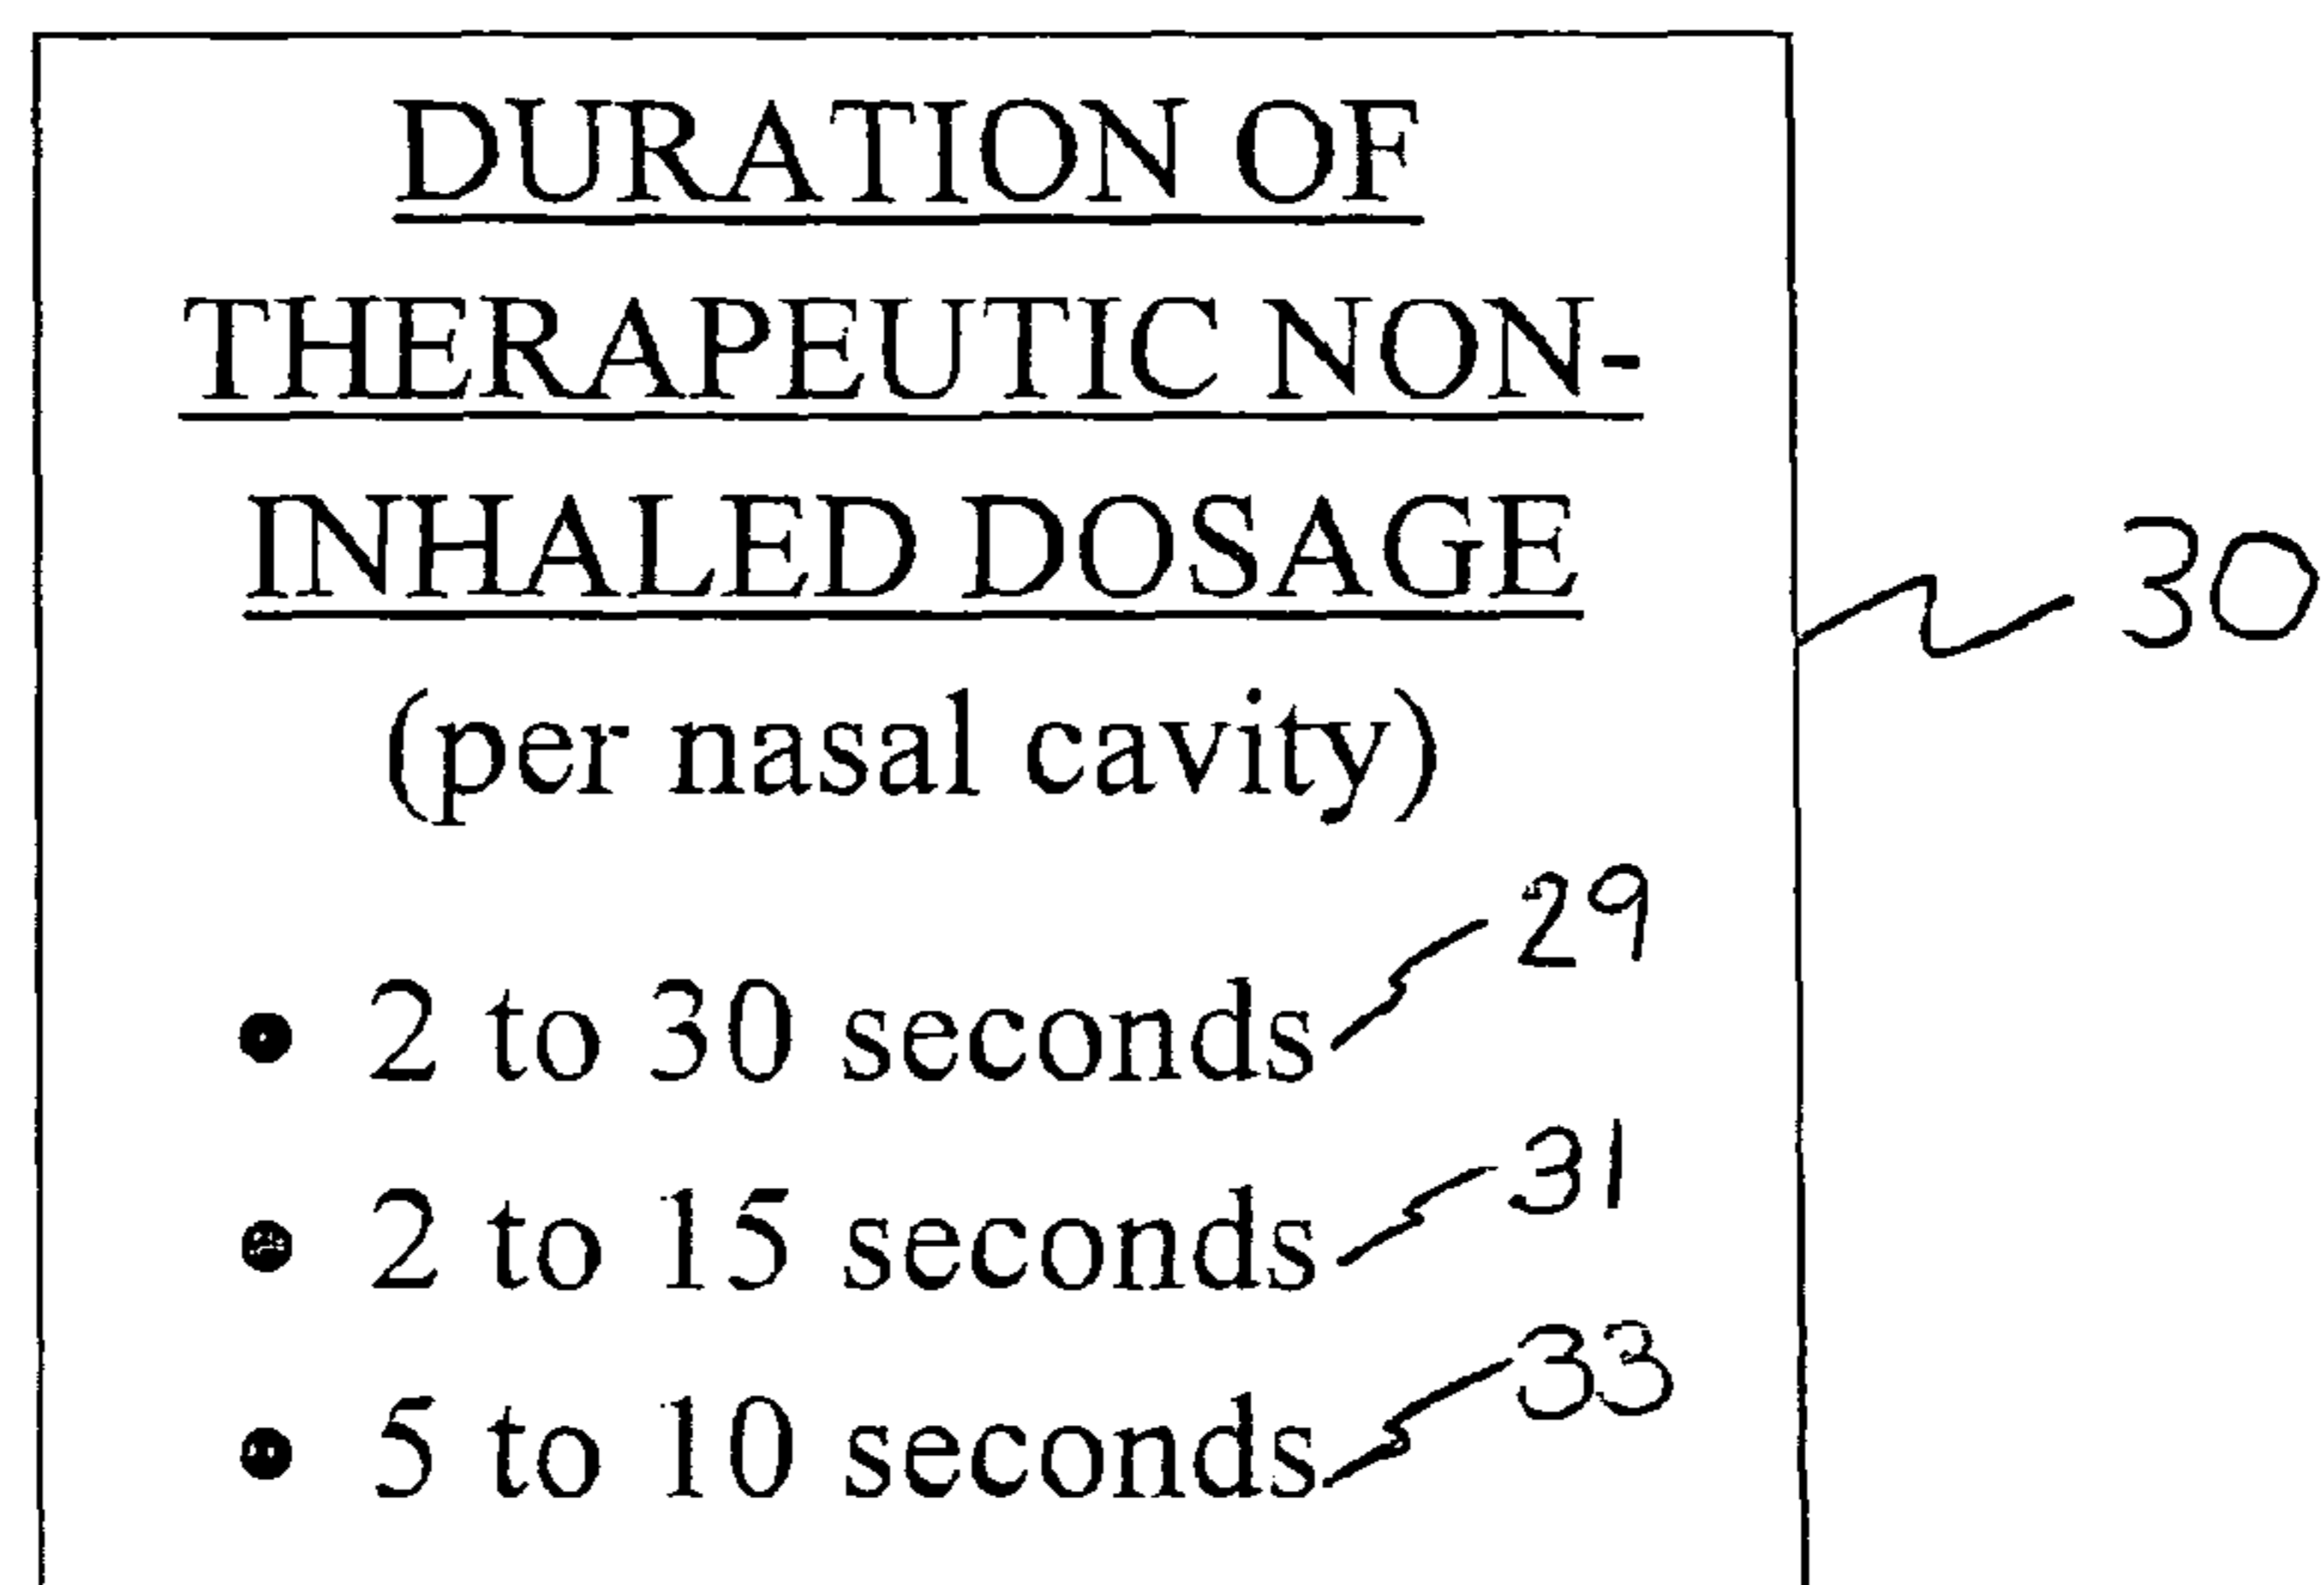 DURATION OF
THERAPEUTIC NON-
INHALED DOSAGE
30
(per nasal cavity)
29
• 2 to 30 seconds
31
• 2 to 15 seconds
33
• 5 to 10 seconds